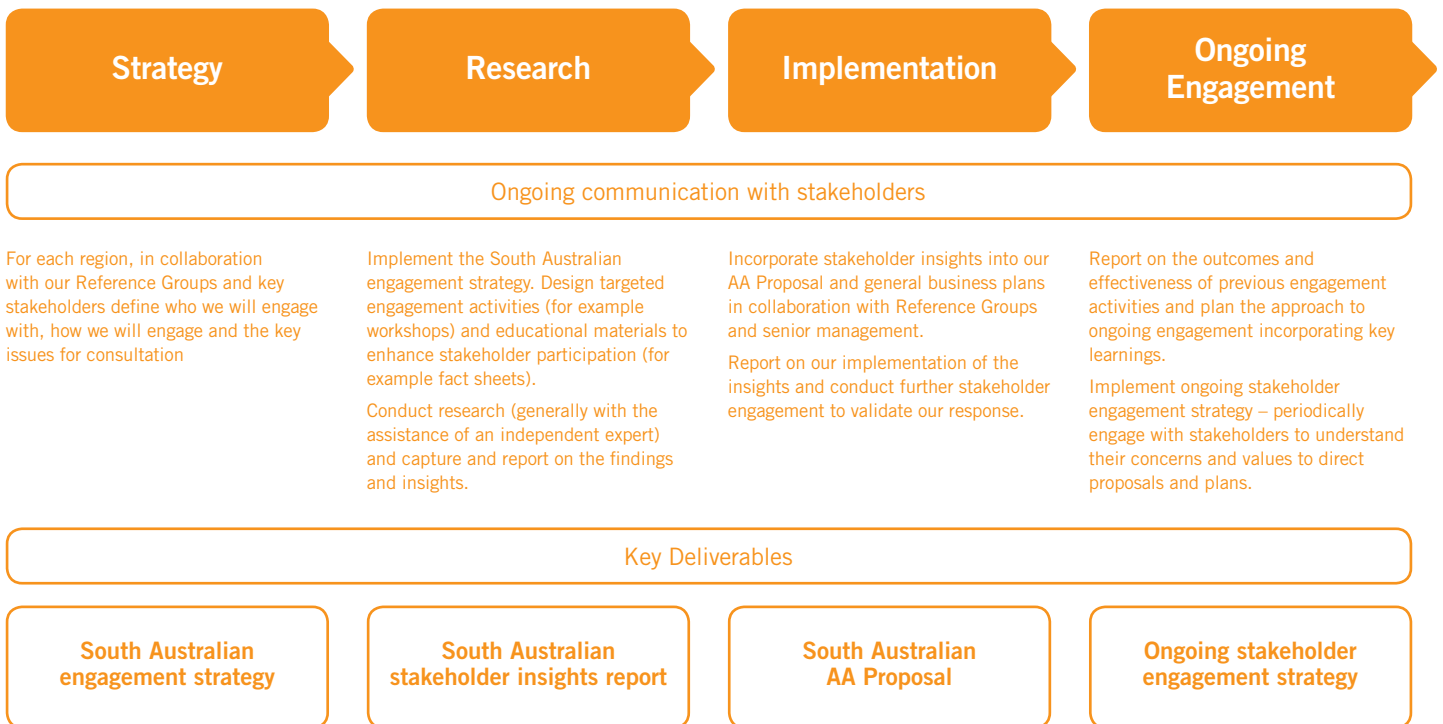 Strategy
Research
Implementation
Ongoing
Engagement
Ongoing communication with stakeholders
For each region, in collaboration
with our Reference Groups and key
stakeholders define who we will engage
with, how we will engage and the key
issues for consultation
Implement the South Australian
engagement strategy. Design targeted
engagement activities (for example
workshops) and educational materials to
enhance stakeholder participation (for
example fact sheets).
Conduct research (generally with the
assistance of an independent expert)
and capture and report on the findings
and insights.
Incorporate stakeholder insights into our
AA Proposal and general business plans
in collaboration with Reference Groups
and senior management.
Report on our implementation of the
insights and conduct further stakeholder
engagement to validate our response.
Report on the outcomes and
effectiveness of previous engagement
activities and plan the approach to
ongoing engagement incorporating key
learnings.
Implement ongoing stakeholder
engagement strategy – periodically
engage with stakeholders to understand
their concerns and values to direct
proposals and plans.
Key Deliverables
South Australian
engagement strategy
South Australian
stakeholder insights report
South Australian
AA Proposal
Ongoing stakeholder
engagement strategy